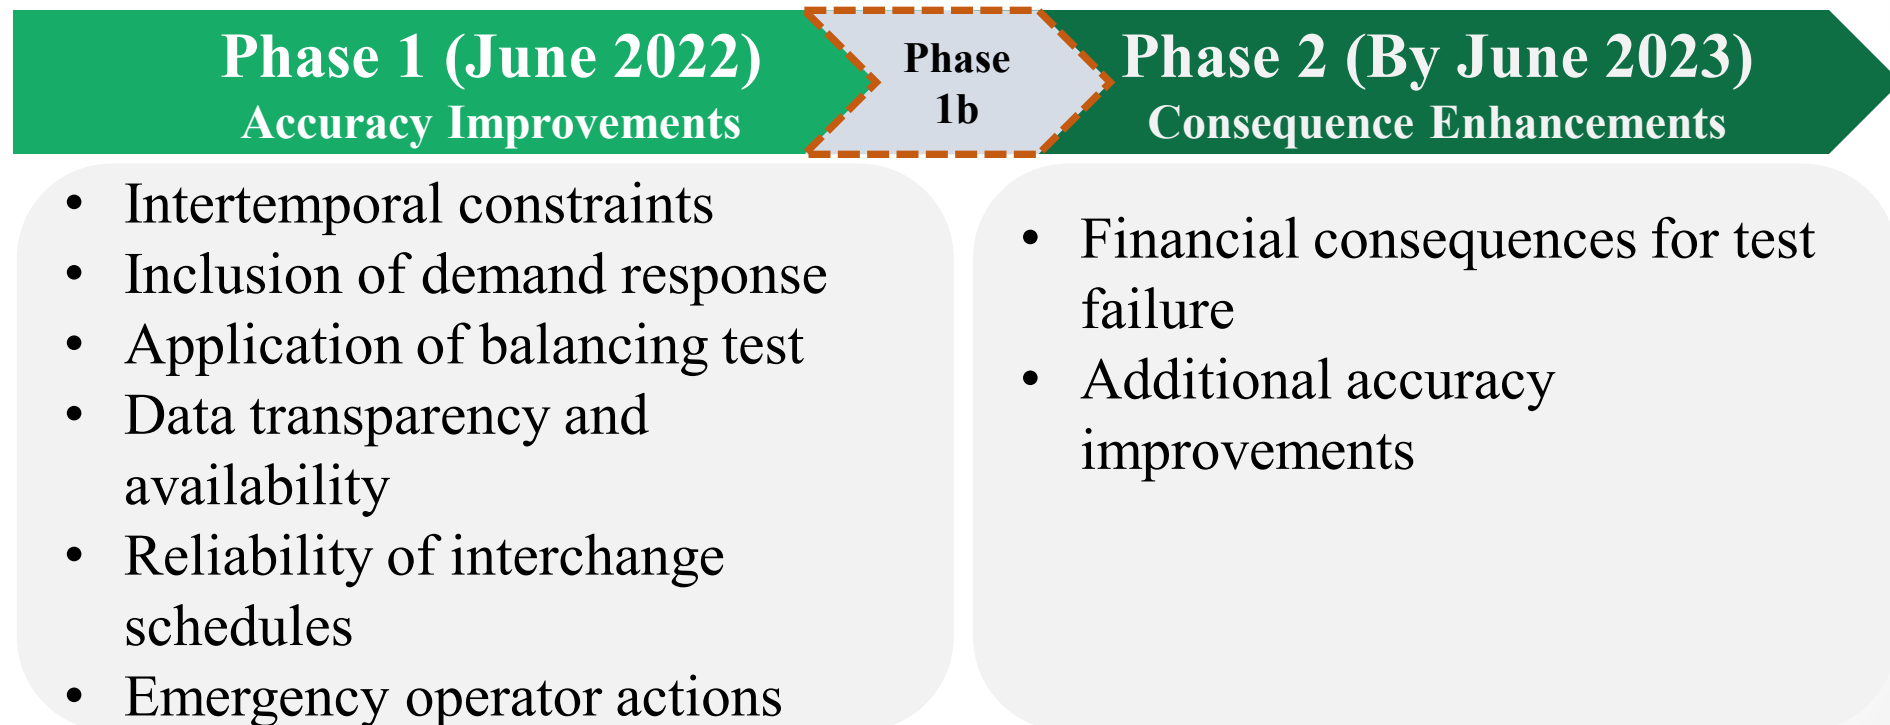 Phase 1 (June 2022)
Accuracy Improvements
Phase
1b
Phase 2 (By June 2023)
Consequence Enhancements
• Intertemporal constraints
• Inclusion of demand response
• Application of balancing test
• Data transparency and
availability
• Reliability of interchange
schedules
• Emergency operator actions
• Financial consequences for test
failure
• Additional accuracy
improvements